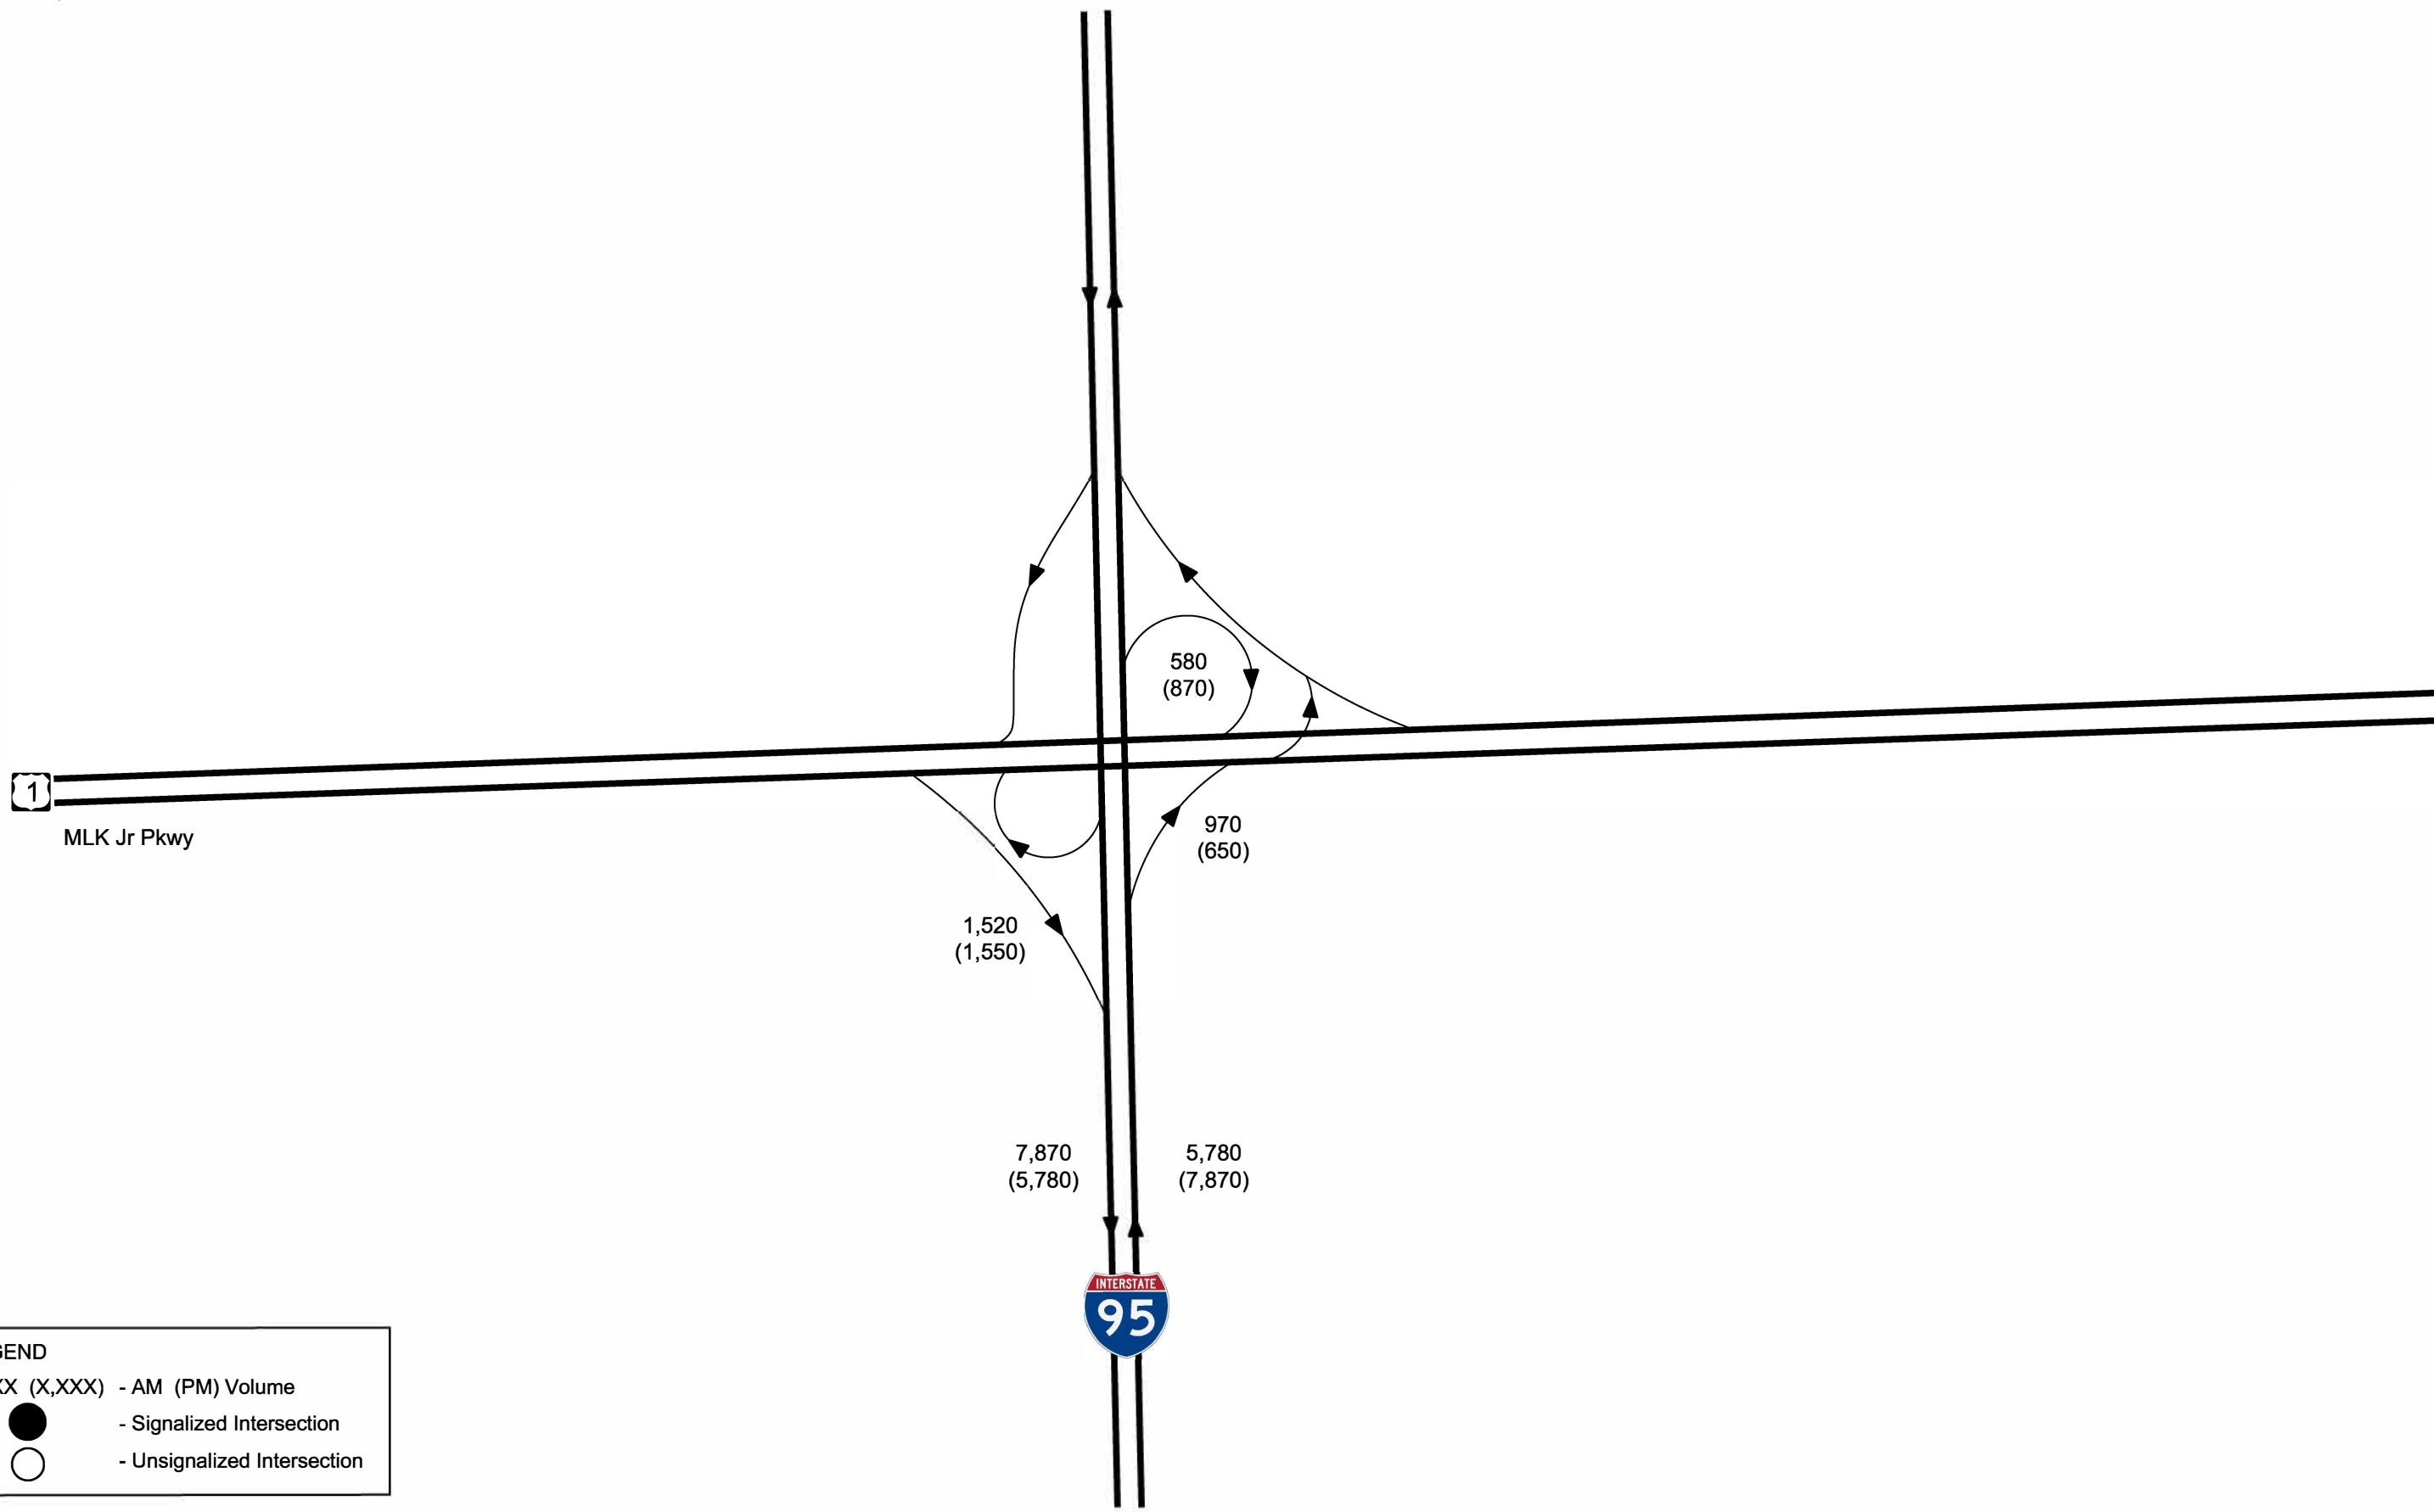 580
(870)
1
MLK Jr Pkwy
970
(650)
1,520
(1,550)
7,870
(5,780)
5,780
(7,870)
INTERSTATE
95
(X,XXX) - AM (PM) Volume
- Signalized Intersection
- Unsignalized Intersection